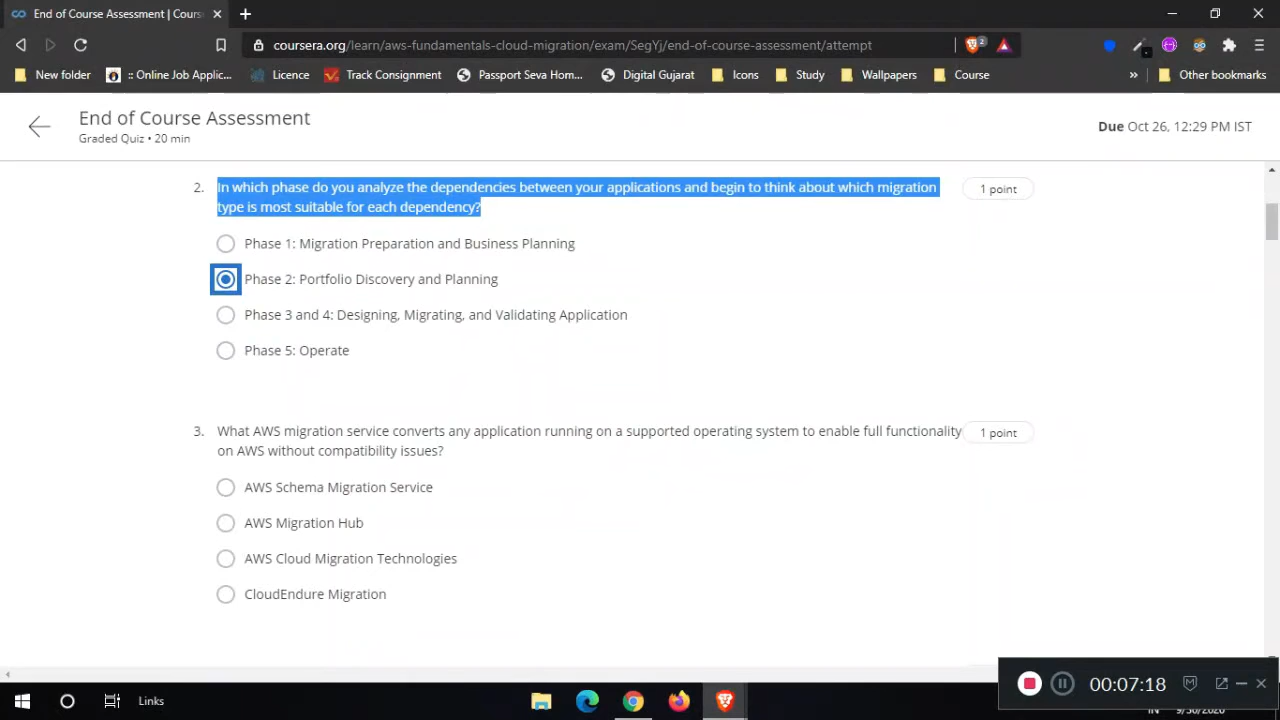 End of Course Assessment | Cours
coursera.org/learn/aws-fundamentals-cloud-migration/exam/SegYj/end-of-course-assessment/attempt
2
New folder
:: Online Job Applic...
Licence
Track Consignment
Passport Seva Hom...
Digital Gujarat
Icons
Study
Wallpapers
Course
»
Other bookmarks
End of Course Assessment
Graded Quiz • 20 min
Due Oct 26, 12:29 PM IST
2. In which phase do you analyze the dependencies between your applications and begin to think about which migration
type is most suitable for each dependency?
1 point
Phase 1: Migration Preparation and Business Planning
Phase 2: Portfolio Discovery and Planning
Phase 3 and 4: Designing, Migrating, and Validating Application
Phase 5: Operate
3. What AWS migration service converts any application running on a supported operating system to enable full functionality
on AWS without compatibility issues?
1 point
AWS Schema Migration Service
AWS Migration Hub
AWS Cloud Migration Technologies
CloudEndure Migration
00:07:18
Links
IN
9/30/2020